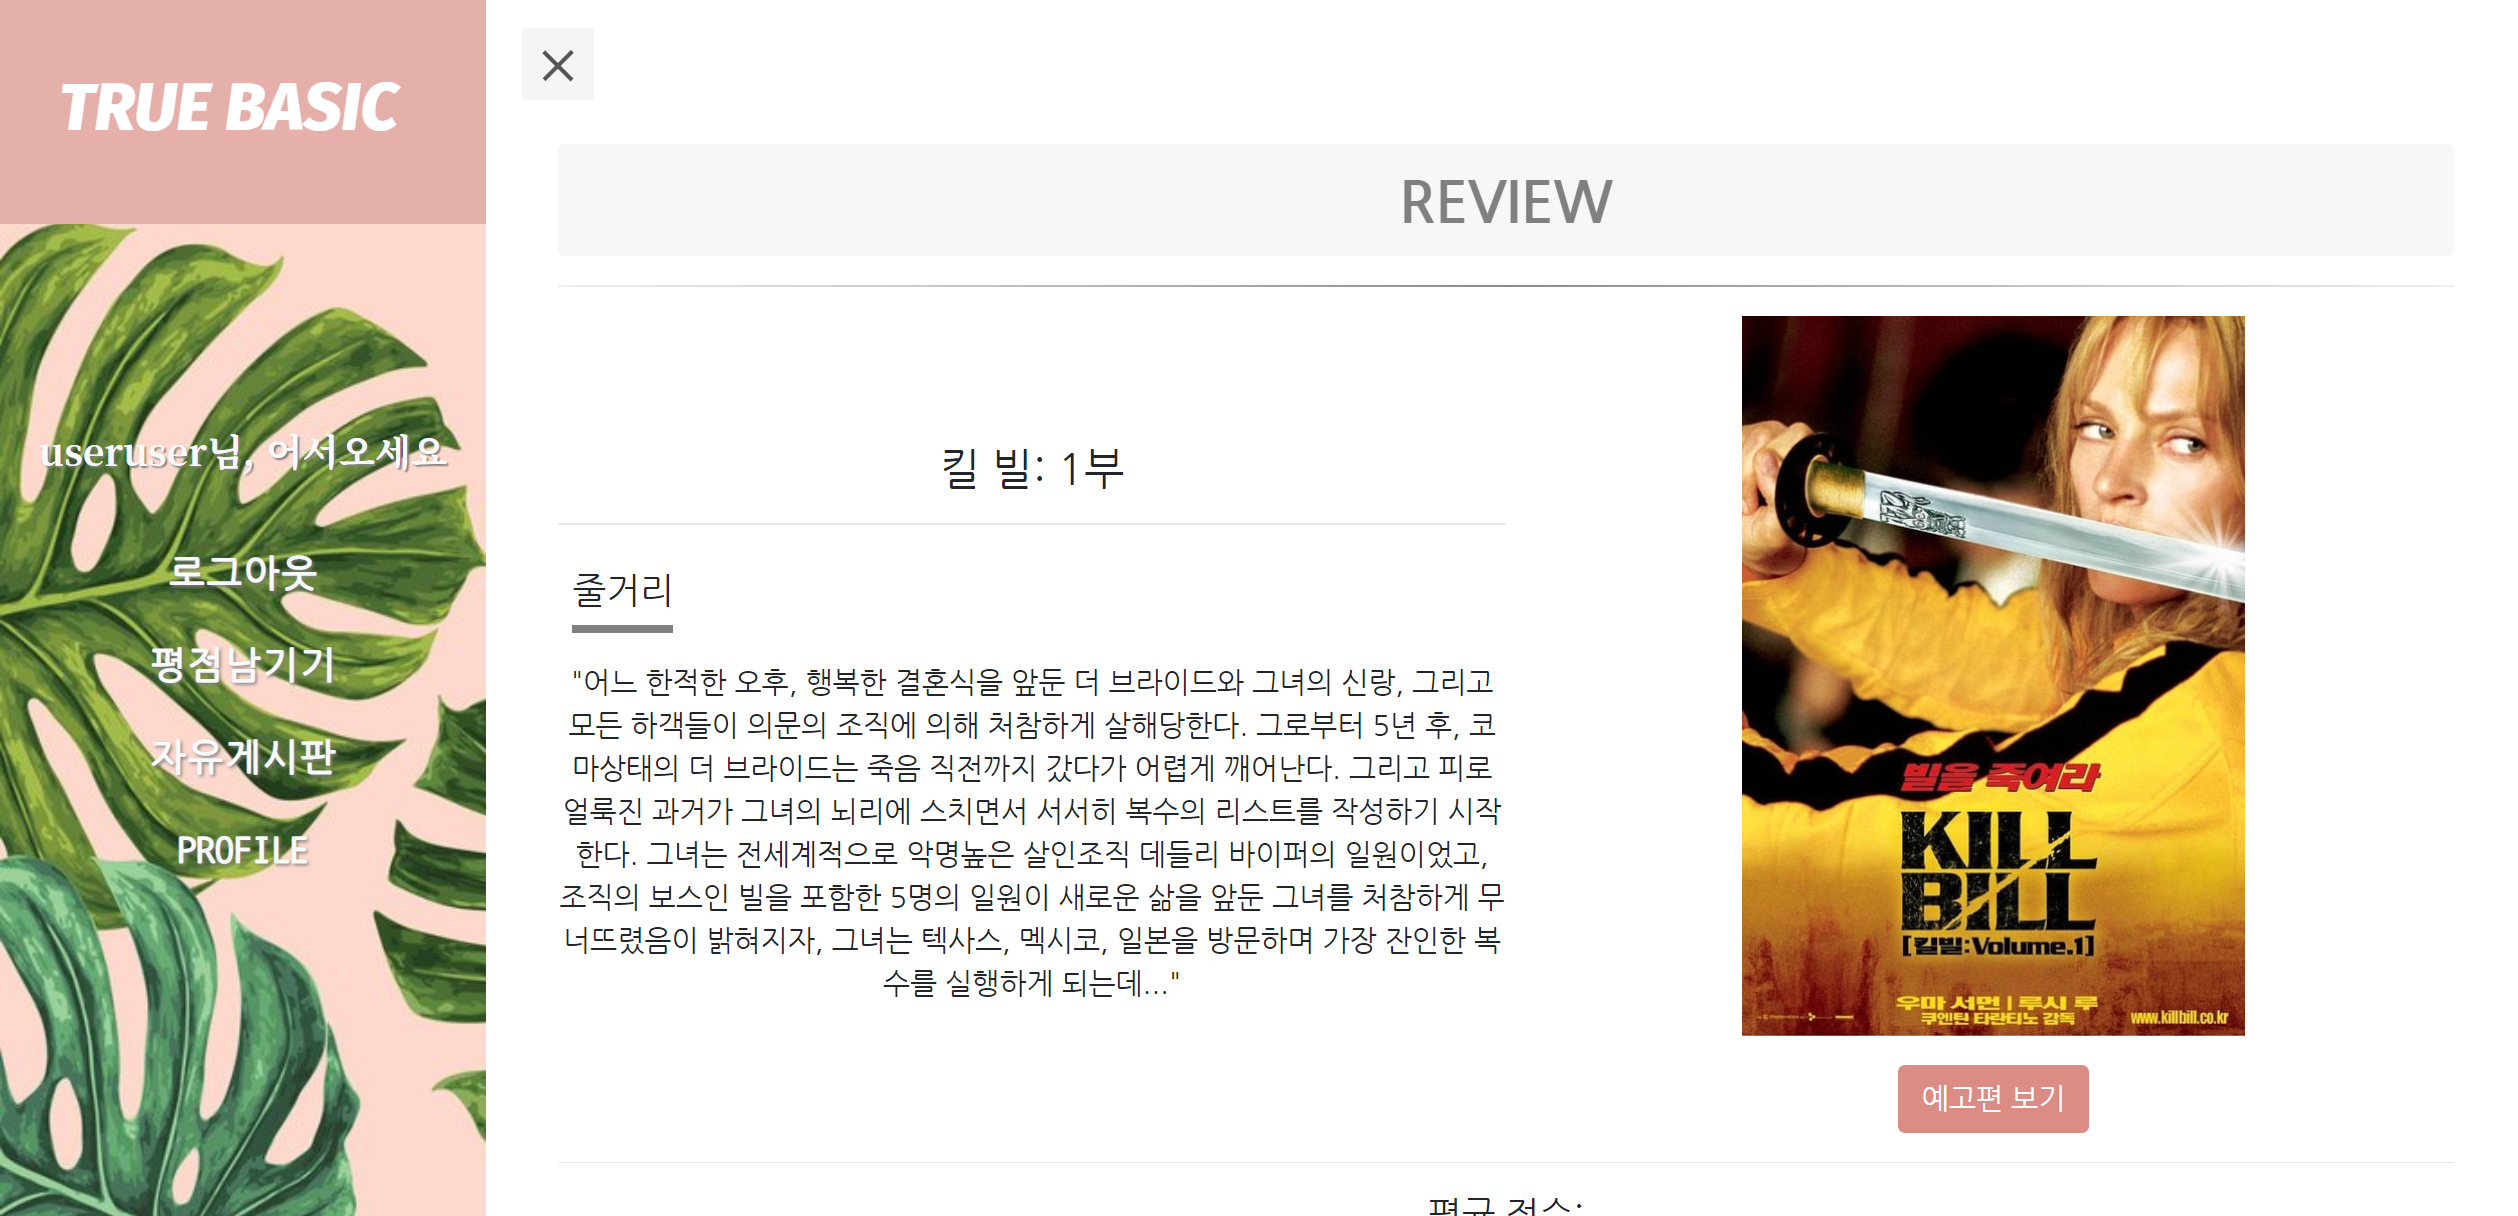 TRUE BASIC
useruser님, 어서오세요
로그아웃
평점남기기
자유게시판
PROFILE
REVIEW
킬 빌: 1부
줄거리
"어느 한적한 오후, 행복한 결혼식을 앞둔 더 브라이드와 그녀의 신랑, 그리고
모든 하객들이 의문의 조직에 의해 처참하게 살해당한다. 그로부터 5년 후, 코
마상태의 더 브라이드는 죽음 직전까지 갔다가 어렵게 깨어난다. 그리고 피로
얼룩진 과거가 그녀의 뇌리에 스치면서 서서히 복수의 리스트를 작성하기 시작
한다. 그녀는 전세계적으로 악명높은 살인조직 데들리 바이퍼의 일원이었고,
조직의 보스인 빌을 포함한 5명의 일원이 새로운 삶을 앞둔 그녀를 처참하게 무
너뜨렸음이 밝혀지자, 그녀는 텍사스, 멕시코, 일본을 방문하며 가장 잔인한 복
수를 실행하게 되는데..."
빌을 죽여라
KILL
BILL
[킬빌:Volume.1]
우마 서먼 | 루시 루
쿠엔틴 타란티노 감독
www.killbill.co.kr
예고편 보기
평균 점수: